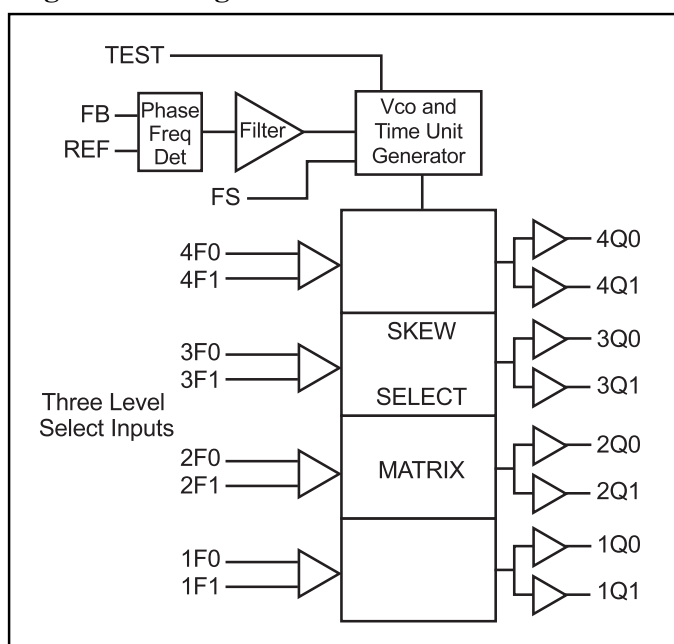 TEST
FB
REF
Phase
Freq
Det
Filter
Vco and
Time Unit
Generator
FS
4F0
4F1
4Q0
4Q1
3F0
3F1
SKEW
SELECT
3Q0
3Q1
Three Level
Select Inputs
2F0
2F1
MATRIX
2Q0
2Q1
1F0
1F1
1Q0
1Q1